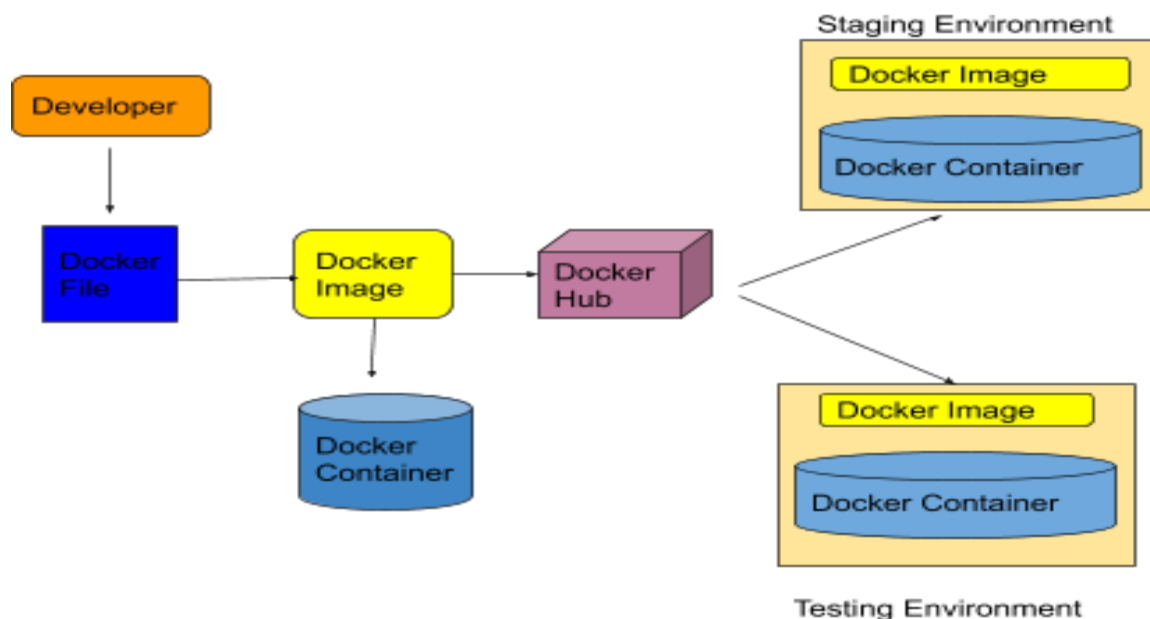 Staging Environment
Docker Image
Docker Container
Developer
Docker
File
Docker
Image
Docker
Hub
Docker
Container
Docker Image
Docker Container
Testing Environment